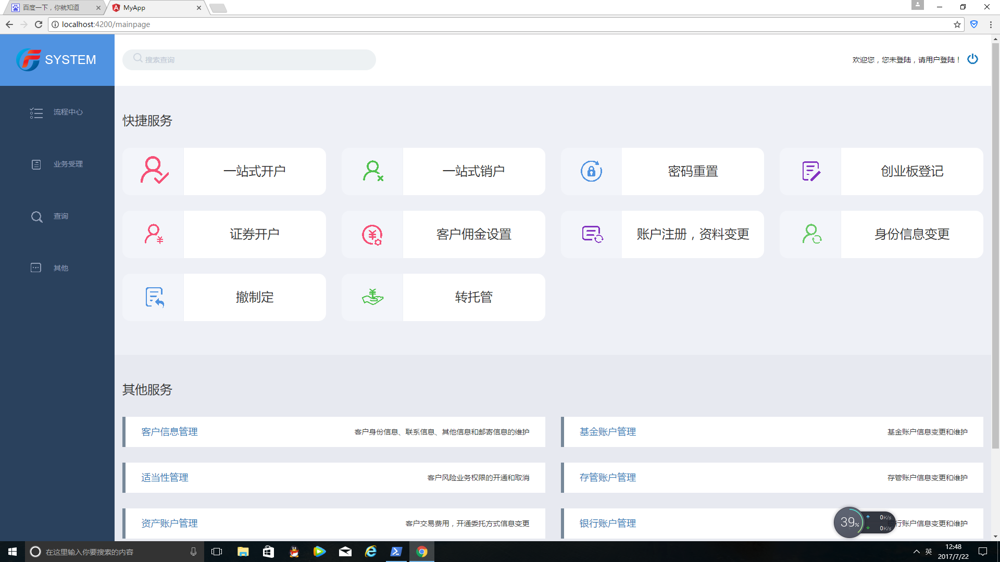 百度一下，你就知道
MyApp
localhost:4200/mainpage
SYSTEM
搜索查询
欢迎您，您未登陆，请用户登陆！
流程中心
业务受理
查询
其他
快捷服务
一站式开户
一站式销户
密码重置
创业板登记
证券开户
客户佣金设置
账户注册，资料变更
身份信息变更
撤制定
转托管
其他服务
客户信息管理
客户身份信息、联系信息、其他信息和邮寄信息的维护
基金账户管理
基金账户信息变更和维护
适当性管理
客户风险业务权限的开通和取消
存管账户管理
存管账户信息变更和维护
资产账户管理
客户交易费用，开通委托方式信息变更
银行账户管理
行账户信息变更和维护
39%
0K/s
0K/s
在这里输入你要搜索的内容
英
12:48
2017/7/22